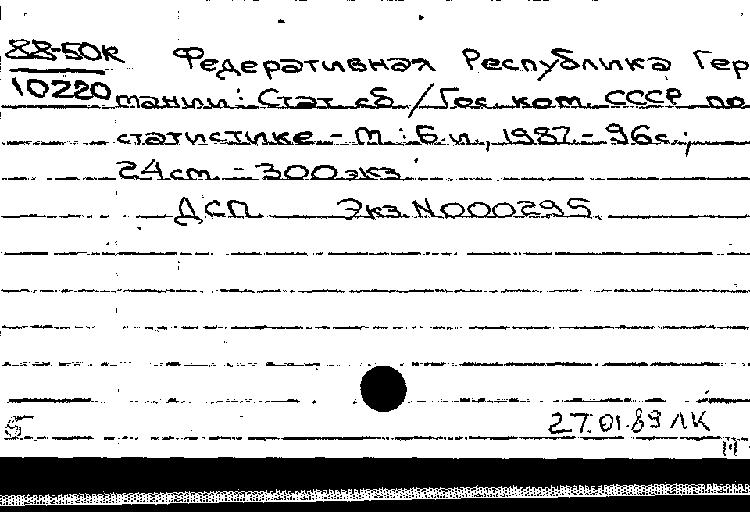 88-50к Федеративная Республика Гер
10220 мании: Стат сб / Гос. ком. СССР по
статистике - М.: Б.и., 1987. - 96с.;
24см. - 300экз.
ДСП Экз. N000295
Б
27.01.89 ЛК